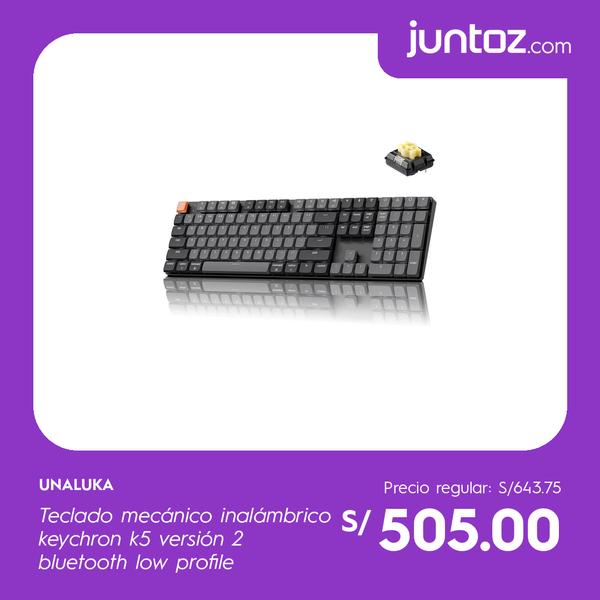 juntoz.com
UNALUKA
Teclado mecánico inalámbrico
keychron k5 versión 2
bluetooth low profile
Precio regular: S/643.75
S/ 505.00